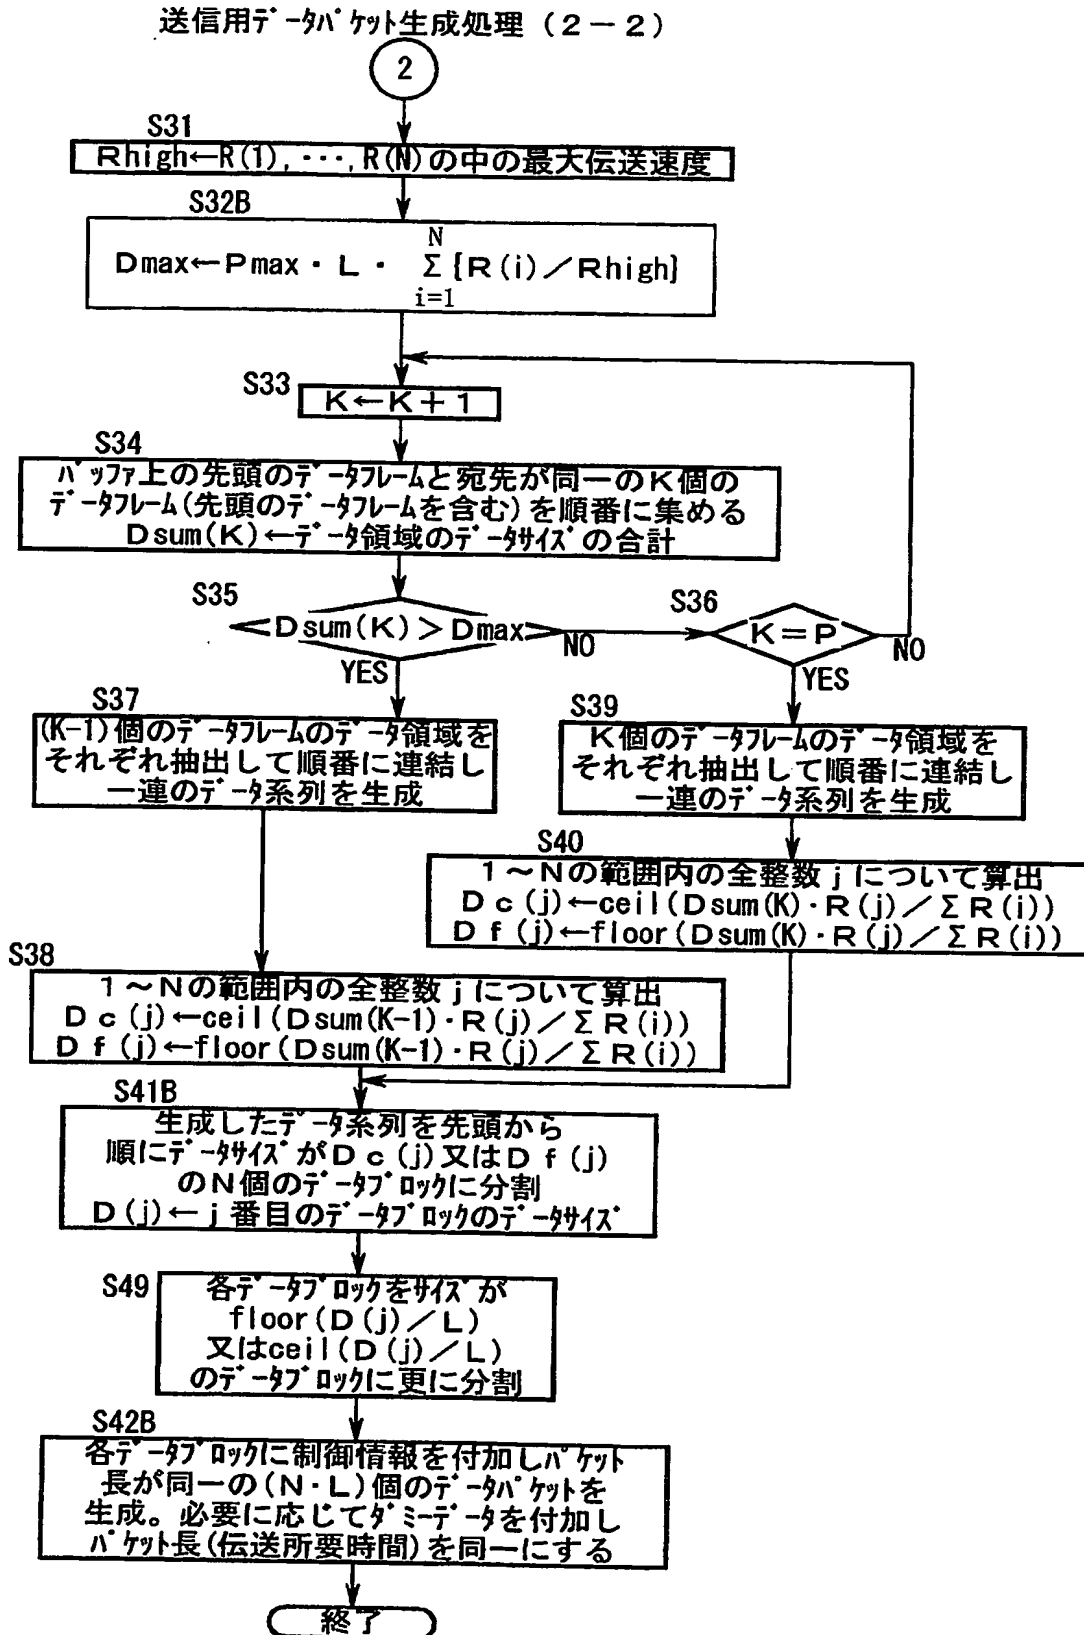 送信用データパケット生成処理（2－2）
2
S31
Rhigh←R(1),･･･,R(N)の中の最大伝送速度
S32B
N
Dmax←Pmax・L・ Σ{R(i)／Rhigh}
i=1
S33
K←K＋1
S34
バッファ上の先頭のデータフレームと宛先が同一のK個の
データフレーム(先頭のデータフレームを含む)を順番に集める
Dsum(K)←データ領域のデータサイズの合計
S35
Dsum(K)＞Dmax
NO
YES
S36
K＝P
NO
YES
S37
(K-1)個のデータフレームのデータ領域を
それぞれ抽出して順番に連結し
一連のデータ系列を生成
S39
K個のデータフレームのデータ領域を
それぞれ抽出して順番に連結し
一連のデータ系列を生成
S40
1～Nの範囲内の全整数jについて算出
Dc(j)←ceil(Dsum(K)・R(j)／ΣR(i))
Df(j)←floor(Dsum(K)・R(j)／ΣR(i))
S38
1～Nの範囲内の全整数jについて算出
Dc(j)←ceil(Dsum(K-1)・R(j)／ΣR(i))
Df(j)←floor(Dsum(K-1)・R(j)／ΣR(i))
S41B
生成したデータ系列を先頭から
順にデータサイズがDc(j)又はDf(j)
のN個のデータブロックに分割
D(j)←j番目のデータブロックのデータサイズ
S49
各データブロックをサイズが
floor(D(j)／L)
又はceil(D(j)／L)
のデータブロックに更に分割
S42B
各データブロックに制御情報を付加しパケット
長が同一の(N・L)個のデータパケットを
生成。必要に応じてダミーデータを付加し
パケット長(伝送所要時間)を同一にする
終了